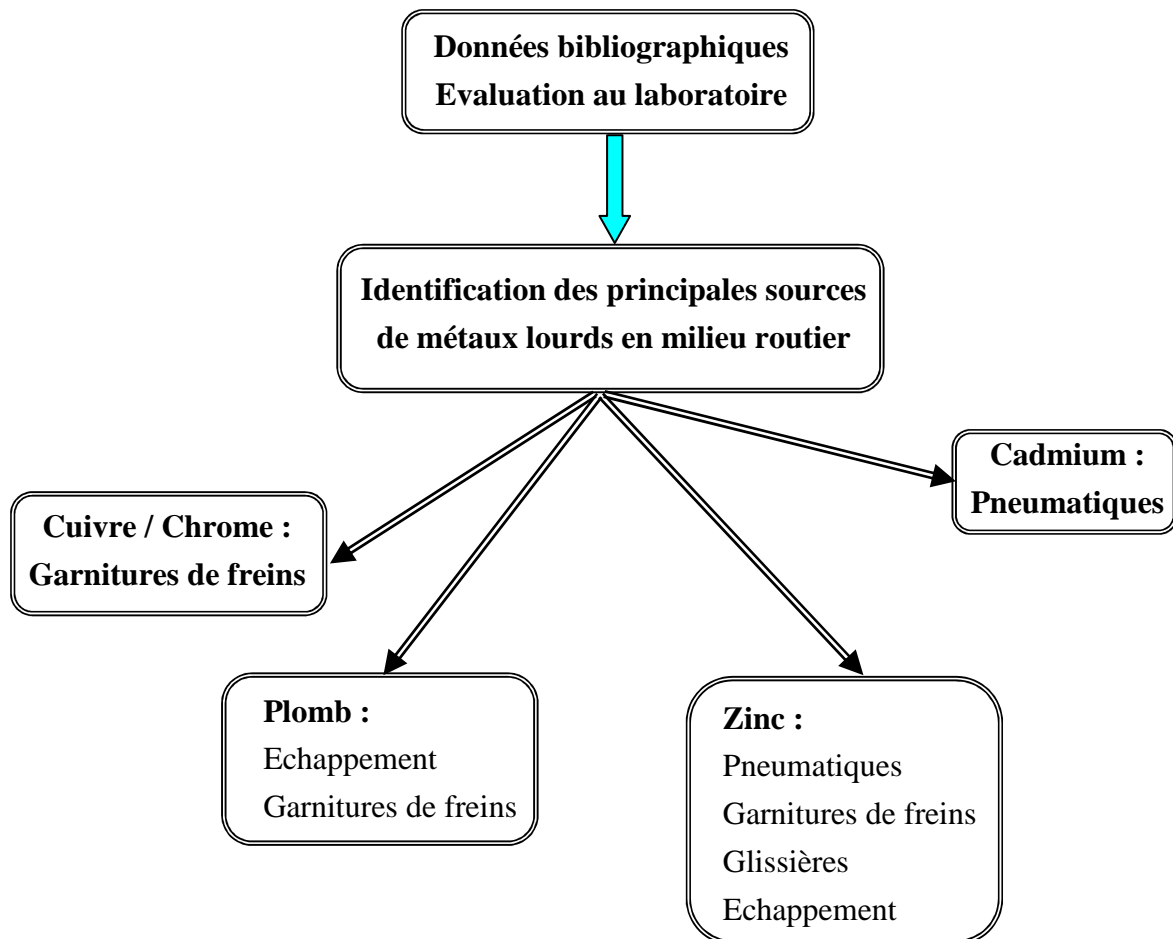 Données bibliographiques
Evaluation au laboratoire
Identification des principales sources
de métaux lourds en milieu routier
Cadmium :
Pneumatiques
Cuivre / Chrome :
Garnitures de freins
Plomb :
Echappement
Garnitures de freins
Zinc :
Pneumatiques
Garnitures de freins
Glissières
Echappement